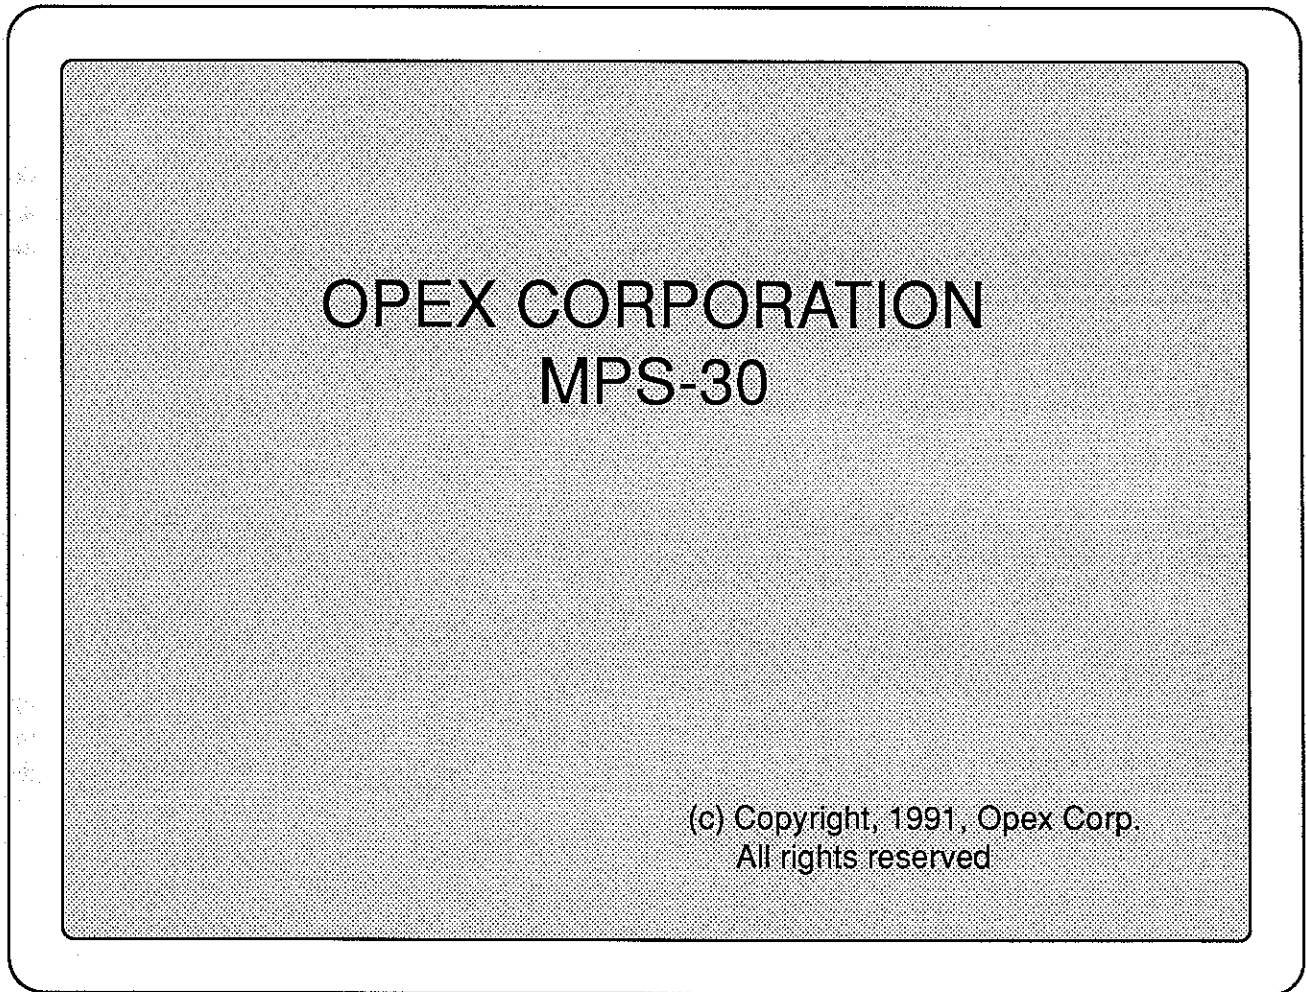 OPEX CORPORATION
MPS-30
(c) Copyright, 1991, Opex Corp.
All rights reserved